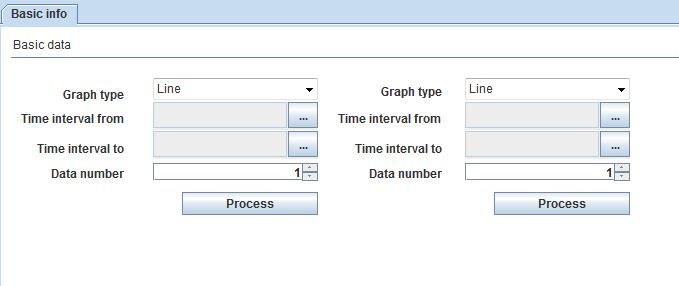 Basic info
Basic data
Graph type Line Graph type Line
Time interval from ... Time interval from ...
Time interval to ... Time interval to ...
Data number 1 Data number 1
Process Process